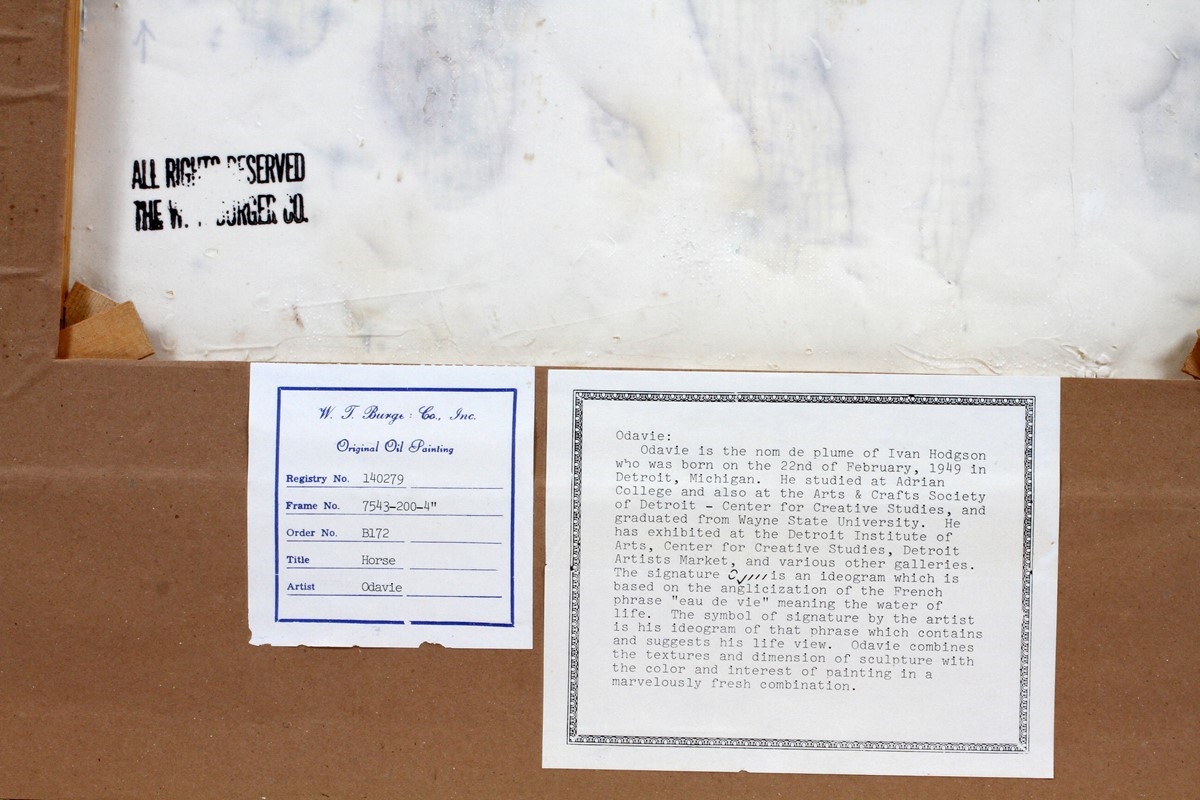 ALL RIGHTS RESERVED
THE W. T. BURGER CO.
W. T. Burge : Co., Inc.
Original Oil Painting
Registry No. 140279
Frame No. 7543-200-4"
Order No. B172
Title Horse
Artist Odavie
Odavie:
Odavie is the nom de plume of Ivan Hodgson
who was born on the 22nd of February, 1949 in
Detroit, Michigan. He studied at Adrian
College and also at the Arts & Crafts Society
of Detroit - Center for Creative Studies, and
graduated from Wayne State University. He
has exhibited at the Detroit Institute of
Arts, Center for Creative Studies, Detroit
Artists Market, and various other galleries.
The signature is an ideogram which is
based on the anglicization of the French
phrase "eau de vie" meaning the water of
life. The symbol of signature by the artist
is his ideogram of that phrase which contains
and suggests his life view. Odavie combines
the textures and dimension of sculpture with
the color and interest of painting in a
marvelously fresh combination.